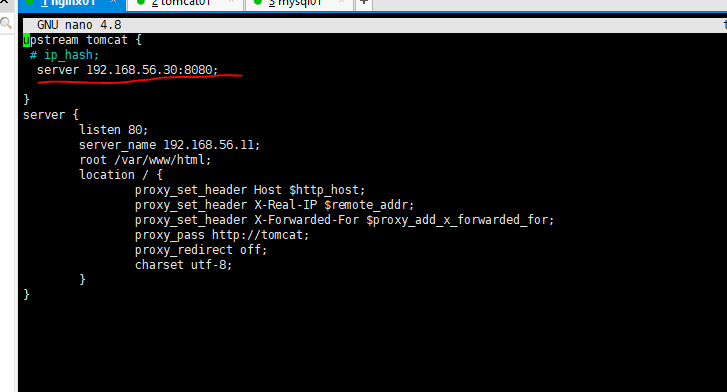 1 nginx01 2 tomcat01 3 mysql01
GNU nano 4.8
upstream tomcat {
# ip_hash;
server 192.168.56.30:8080;
}
server {
listen 80;
server_name 192.168.56.11;
root /var/www/html;
location / {
proxy_set_header Host $http_host;
proxy_set_header X-Real-IP $remote_addr;
proxy_set_header X-Forwarded-For $proxy_add_x_forwarded_for;
proxy_pass http://tomcat;
proxy_redirect off;
charset utf-8;
}
}